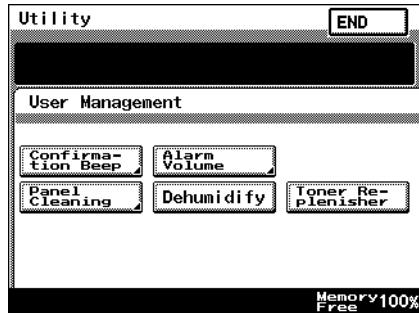 Utility
END
User Management
Confirma-
tion Beep
Alarm
Volume
Panel
Cleaning
Dehumidify
Toner Re-
plenisher
Memory
Free 100%